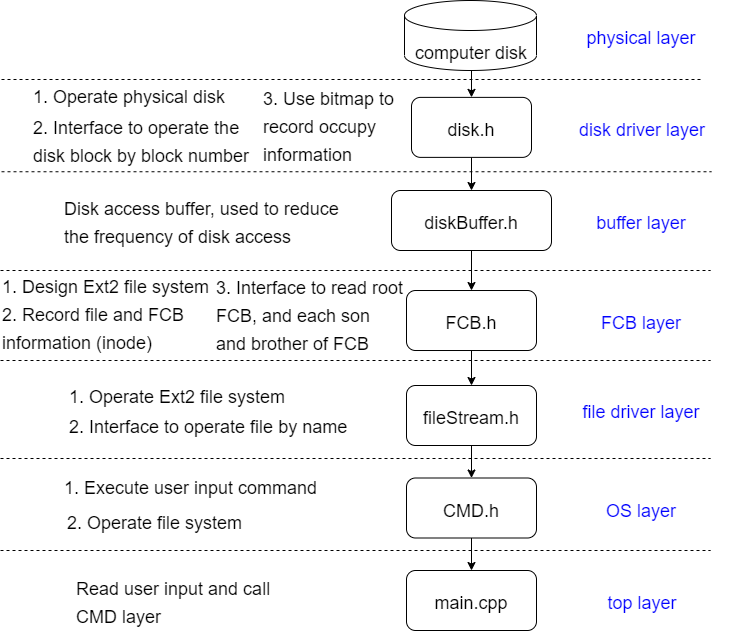 computer disk
physical layer
1. Operate physical disk
2. Interface to operate the
disk block by block number
3. Use bitmap to
record occupy
information
disk.h
disk driver layer
Disk access buffer, used to reduce
the frequency of disk access
diskBuffer.h
buffer layer
1. Design Ext2 file system
2. Record file and FCB
information (inode)
3. Interface to read root
FCB, and each son
and brother of FCB
FCB.h
FCB layer
1. Operate Ext2 file system
2. Interface to operate file by name
fileStream.h
file driver layer
1. Execute user input command
2. Operate file system
CMD.h
OS layer
Read user input and call
CMD layer
main.cpp
top layer